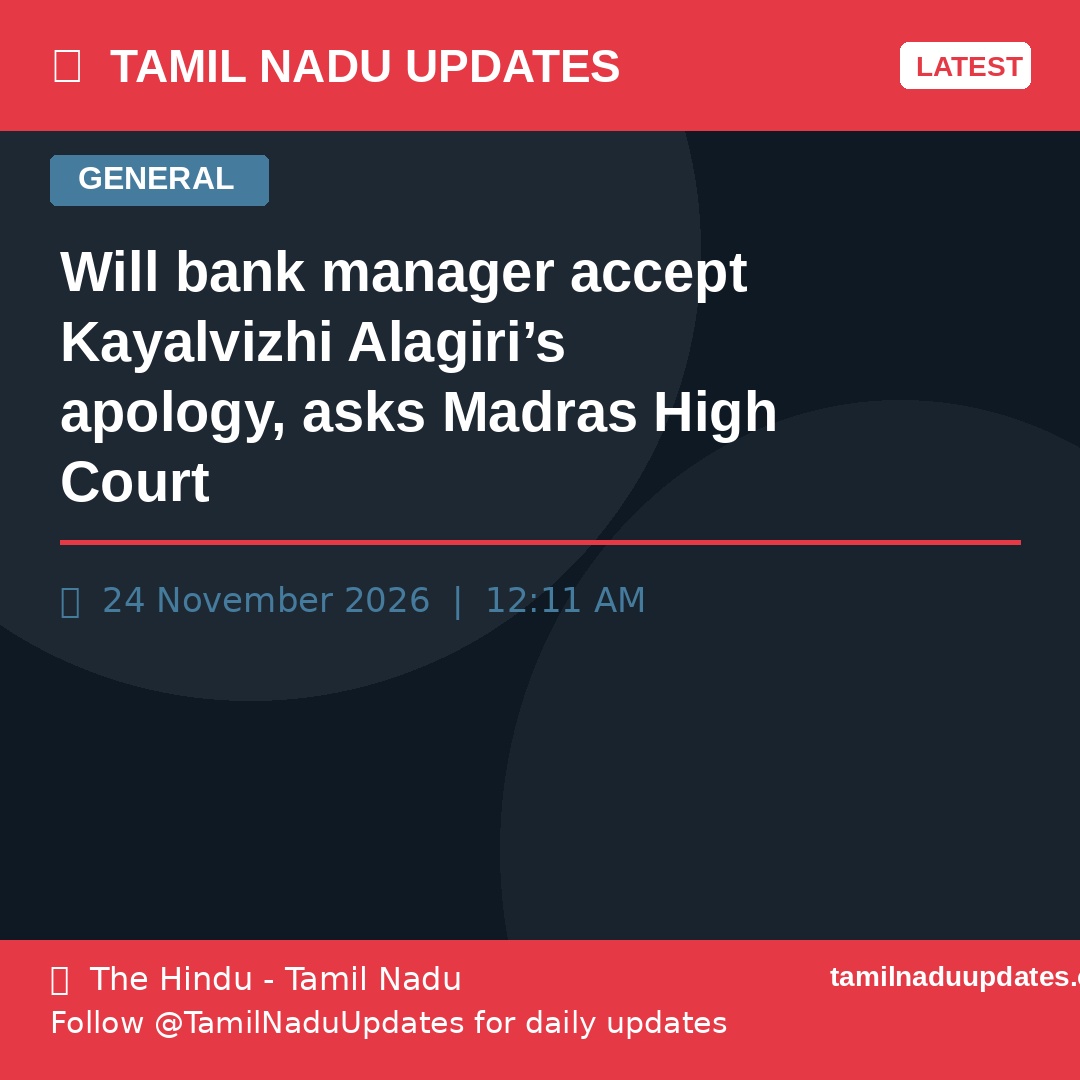 TAMIL NADU UPDATES
LATEST
GENERAL
Will bank manager accept
Kayalvizhi Alagiri’s
apology, asks Madras High
Court
24 November 2026 | 12:11 AM
The Hindu - Tamil Nadu
tamilnaduupdates.
Follow @TamilNaduUpdates for daily updates